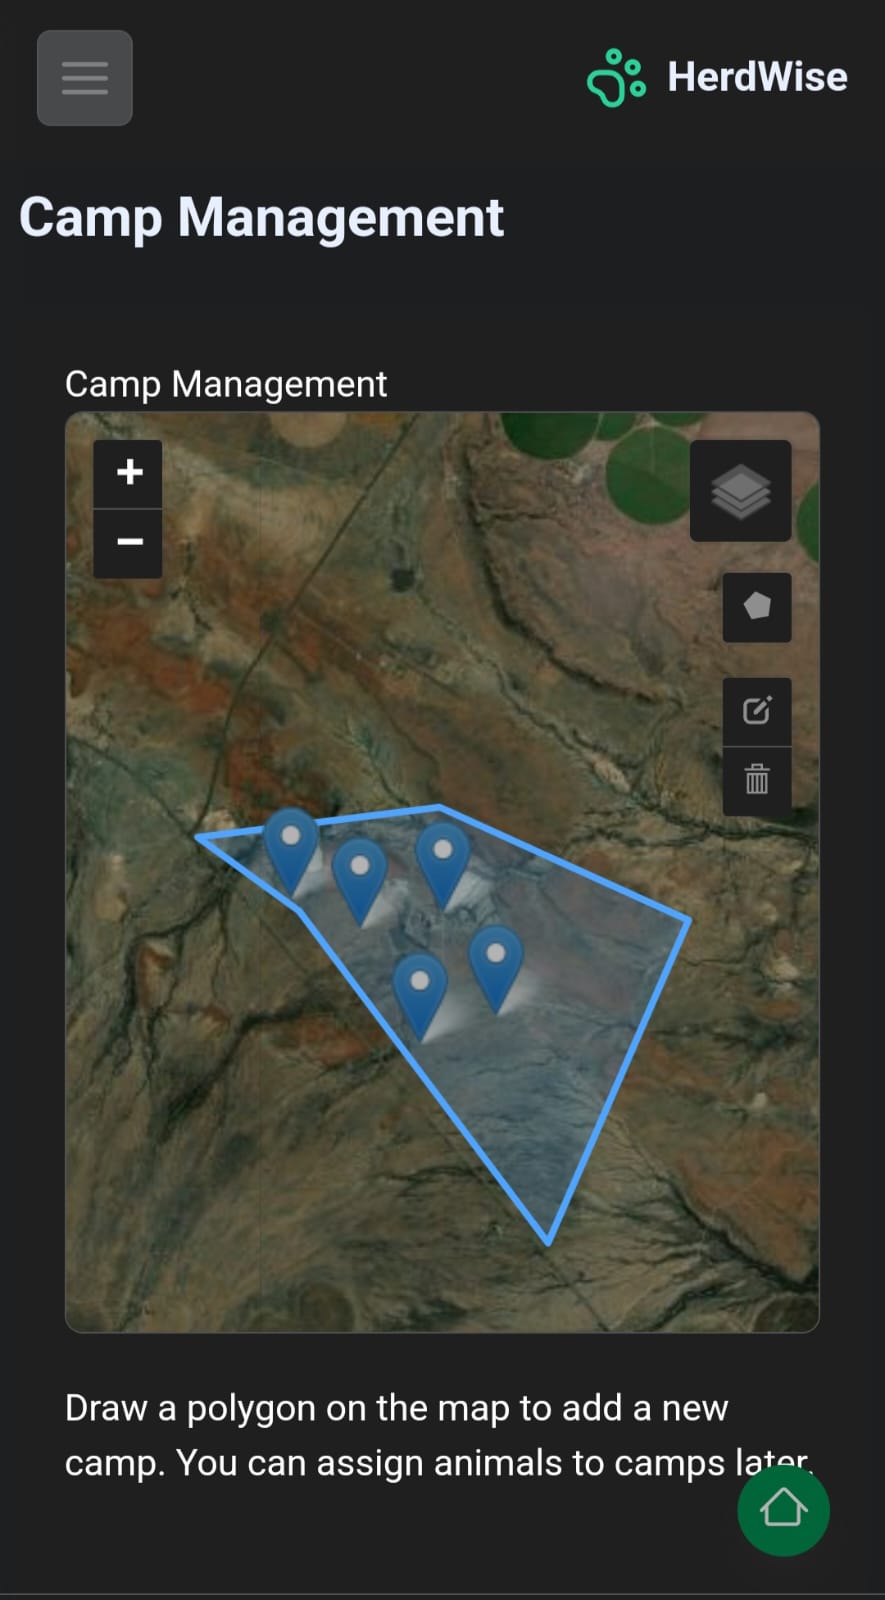 HerdWise
Camp Management
Camp Management
+
−
Draw a polygon on the map to add a new
camp. You can assign animals to camps later.